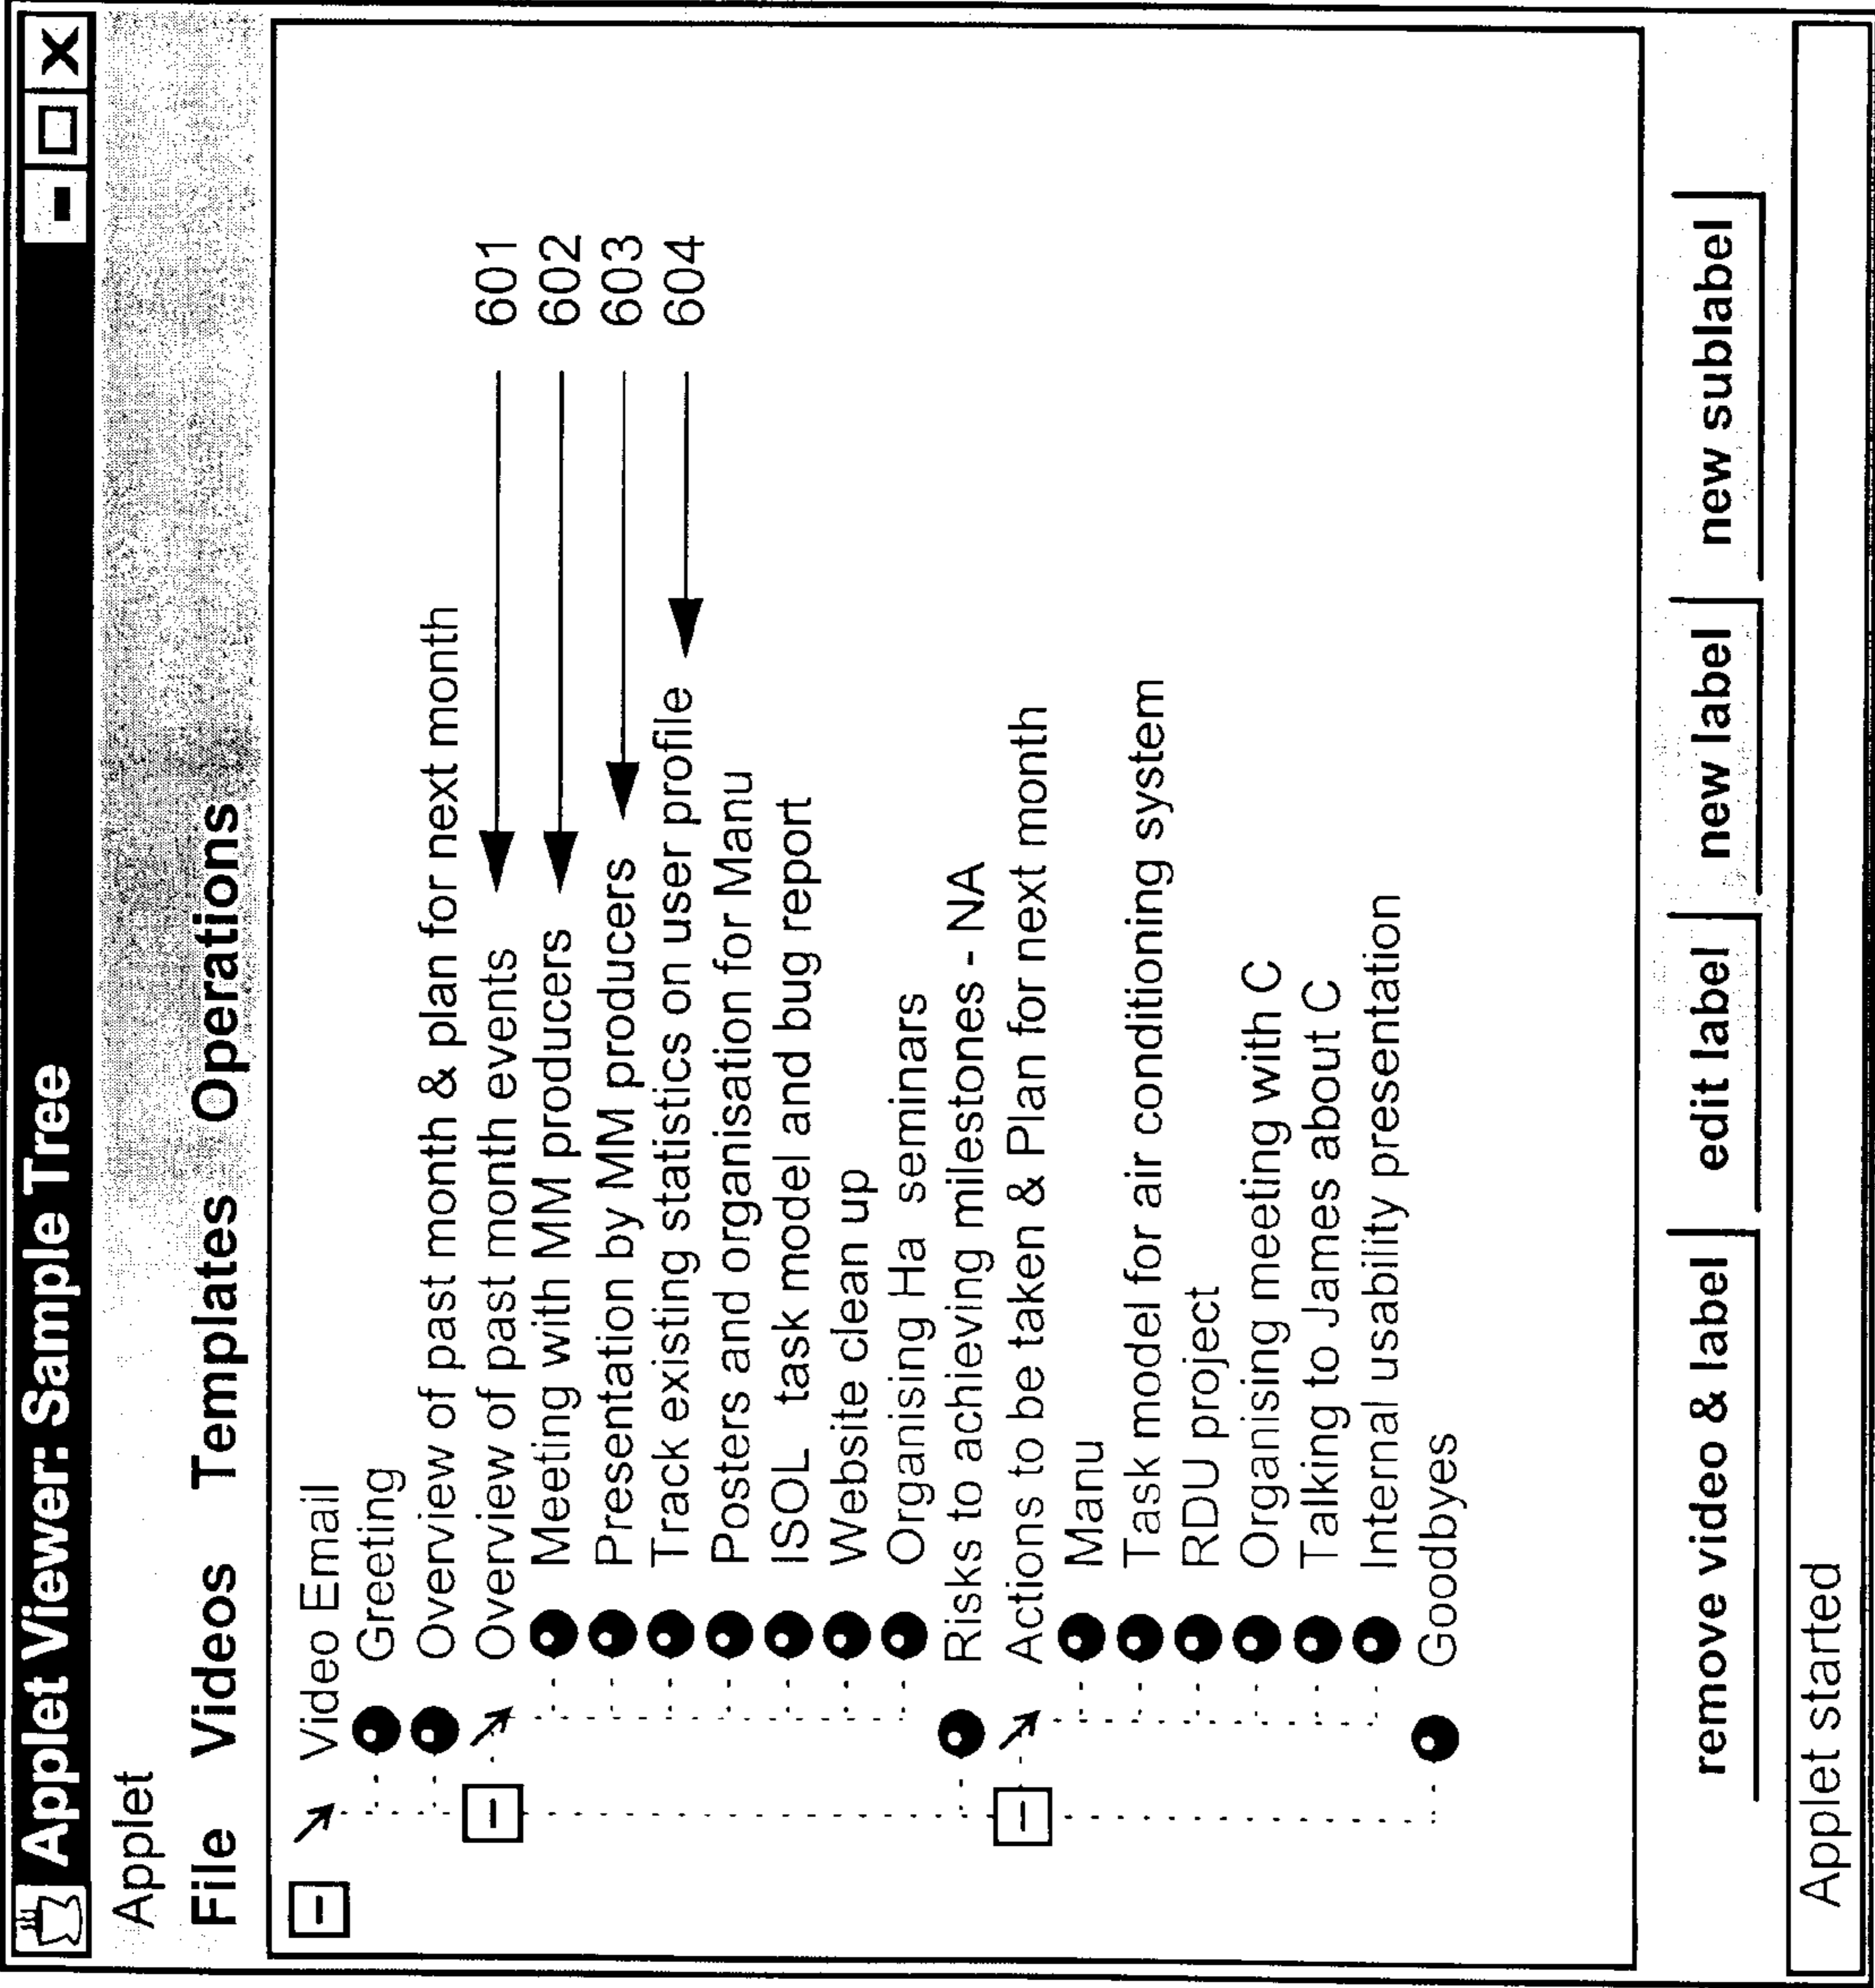 Applet Viewer: Sample Tree
Applet
File Videos Templates Operations
Video Email
Greeting
Overview of past month & plan for next month
Overview of past month events 601
Meeting with MM producers 602
Presentation by MM producers 603
Track existing statistics on user profile 604
Posters and organisation for Manu
ISOL task model and bug report
Website clean up
Organising Ha seminars
Risks to achieving milestones - NA
Actions to be taken & Plan for next month
Manu
Task model for air conditioning system
RDU project
Organising meeting with C
Talking to James about C
Internal usability presentation
Goodbyes
remove video & label edit label new label new sublabel
Applet started